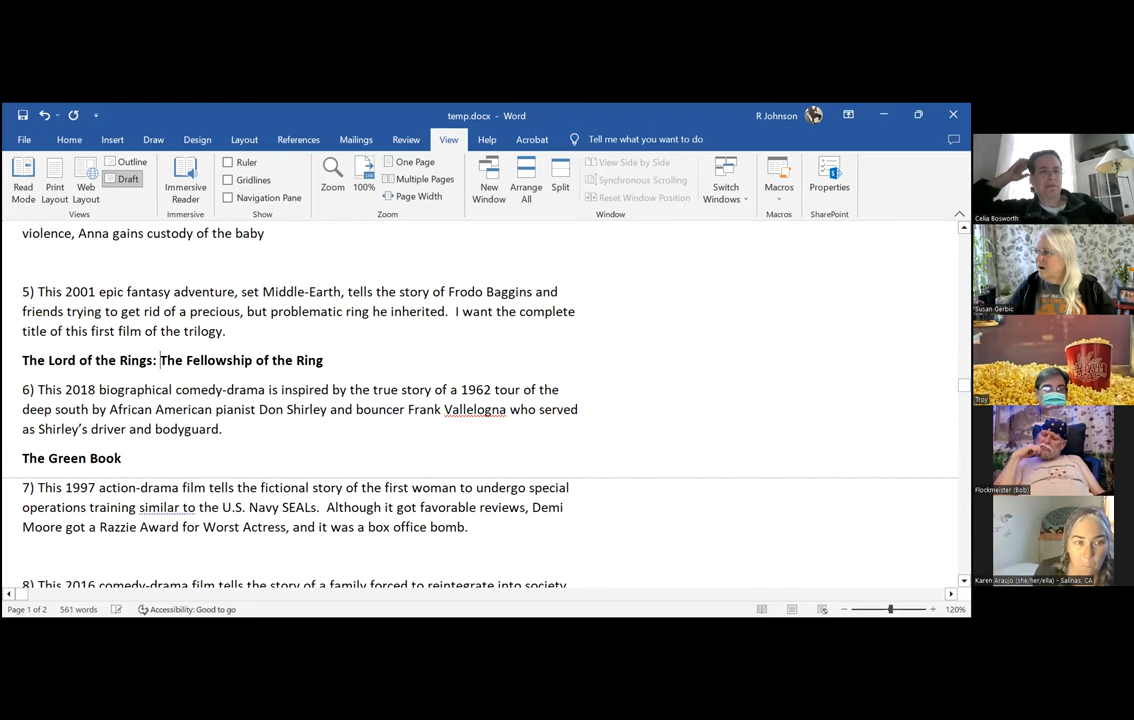 temp.docx - Word
R Johnson
File Home Insert Draw Design Layout References Mailings Review View Help Acrobat Tell me what you want to do
Read Mode
Print Layout
Web Layout
Outline
Draft
Views
Immersive Reader
Immersive
Ruler
Gridlines
Navigation Pane
Show
Zoom
100%
One Page
Multiple Pages
Page Width
Zoom
New Window
Arrange All
Split
View Side by Side
Synchronous Scrolling
Reset Window Position
Window
Switch Windows
Macros
Macros
Properties
SharePoint
violence, Anna gains custody of the baby
5) This 2001 epic fantasy adventure, set Middle-Earth, tells the story of Frodo Baggins and
friends trying to get rid of a precious, but problematic ring he inherited.  I want the complete
title of this first film of the trilogy.
The Lord of the Rings: The Fellowship of the Ring
6) This 2018 biographical comedy-drama is inspired by the true story of a 1962 tour of the
deep south by African American pianist Don Shirley and bouncer Frank Vallelogna who served
as Shirley’s driver and bodyguard.
The Green Book
7) This 1997 action-drama film tells the fictional story of the first woman to undergo special
operations training similar to the U.S. Navy SEALs.  Although it got favorable reviews, Demi
Moore got a Razzie Award for Worst Actress, and it was a box office bomb.
8) This 2016 comedy-drama film tells the story of a family forced to reintegrate into society
Page 1 of 2 561 words Accessibility: Good to go 120%
Celia Bosworth
Susan Gerbic
Troy
Flockmeister (Bob)
Karen Araujo (she/her/ella) - Salinas, CA